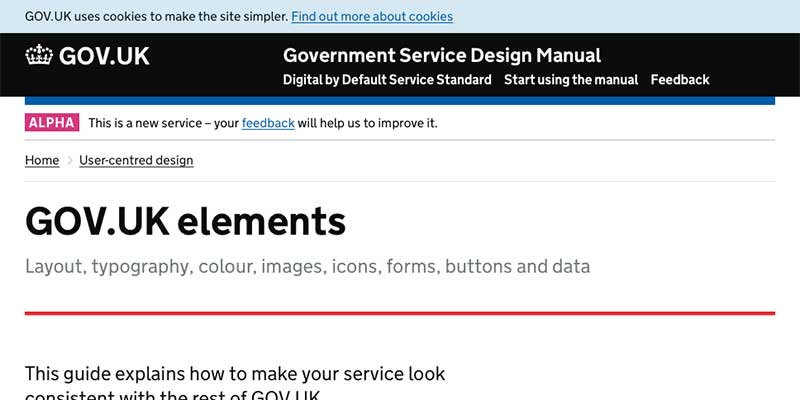 GOV.UK uses cookies to make the site simpler. Find out more about cookies
GOV.UK
Government Service Design Manual
Digital by Default Service Standard Start using the manual Feedback
ALPHA This is a new service – your feedback will help us to improve it.
Home User-centred design
GOV.UK elements
Layout, typography, colour, images, icons, forms, buttons and data
This guide explains how to make your service look
consistent with the rest of GOV.UK